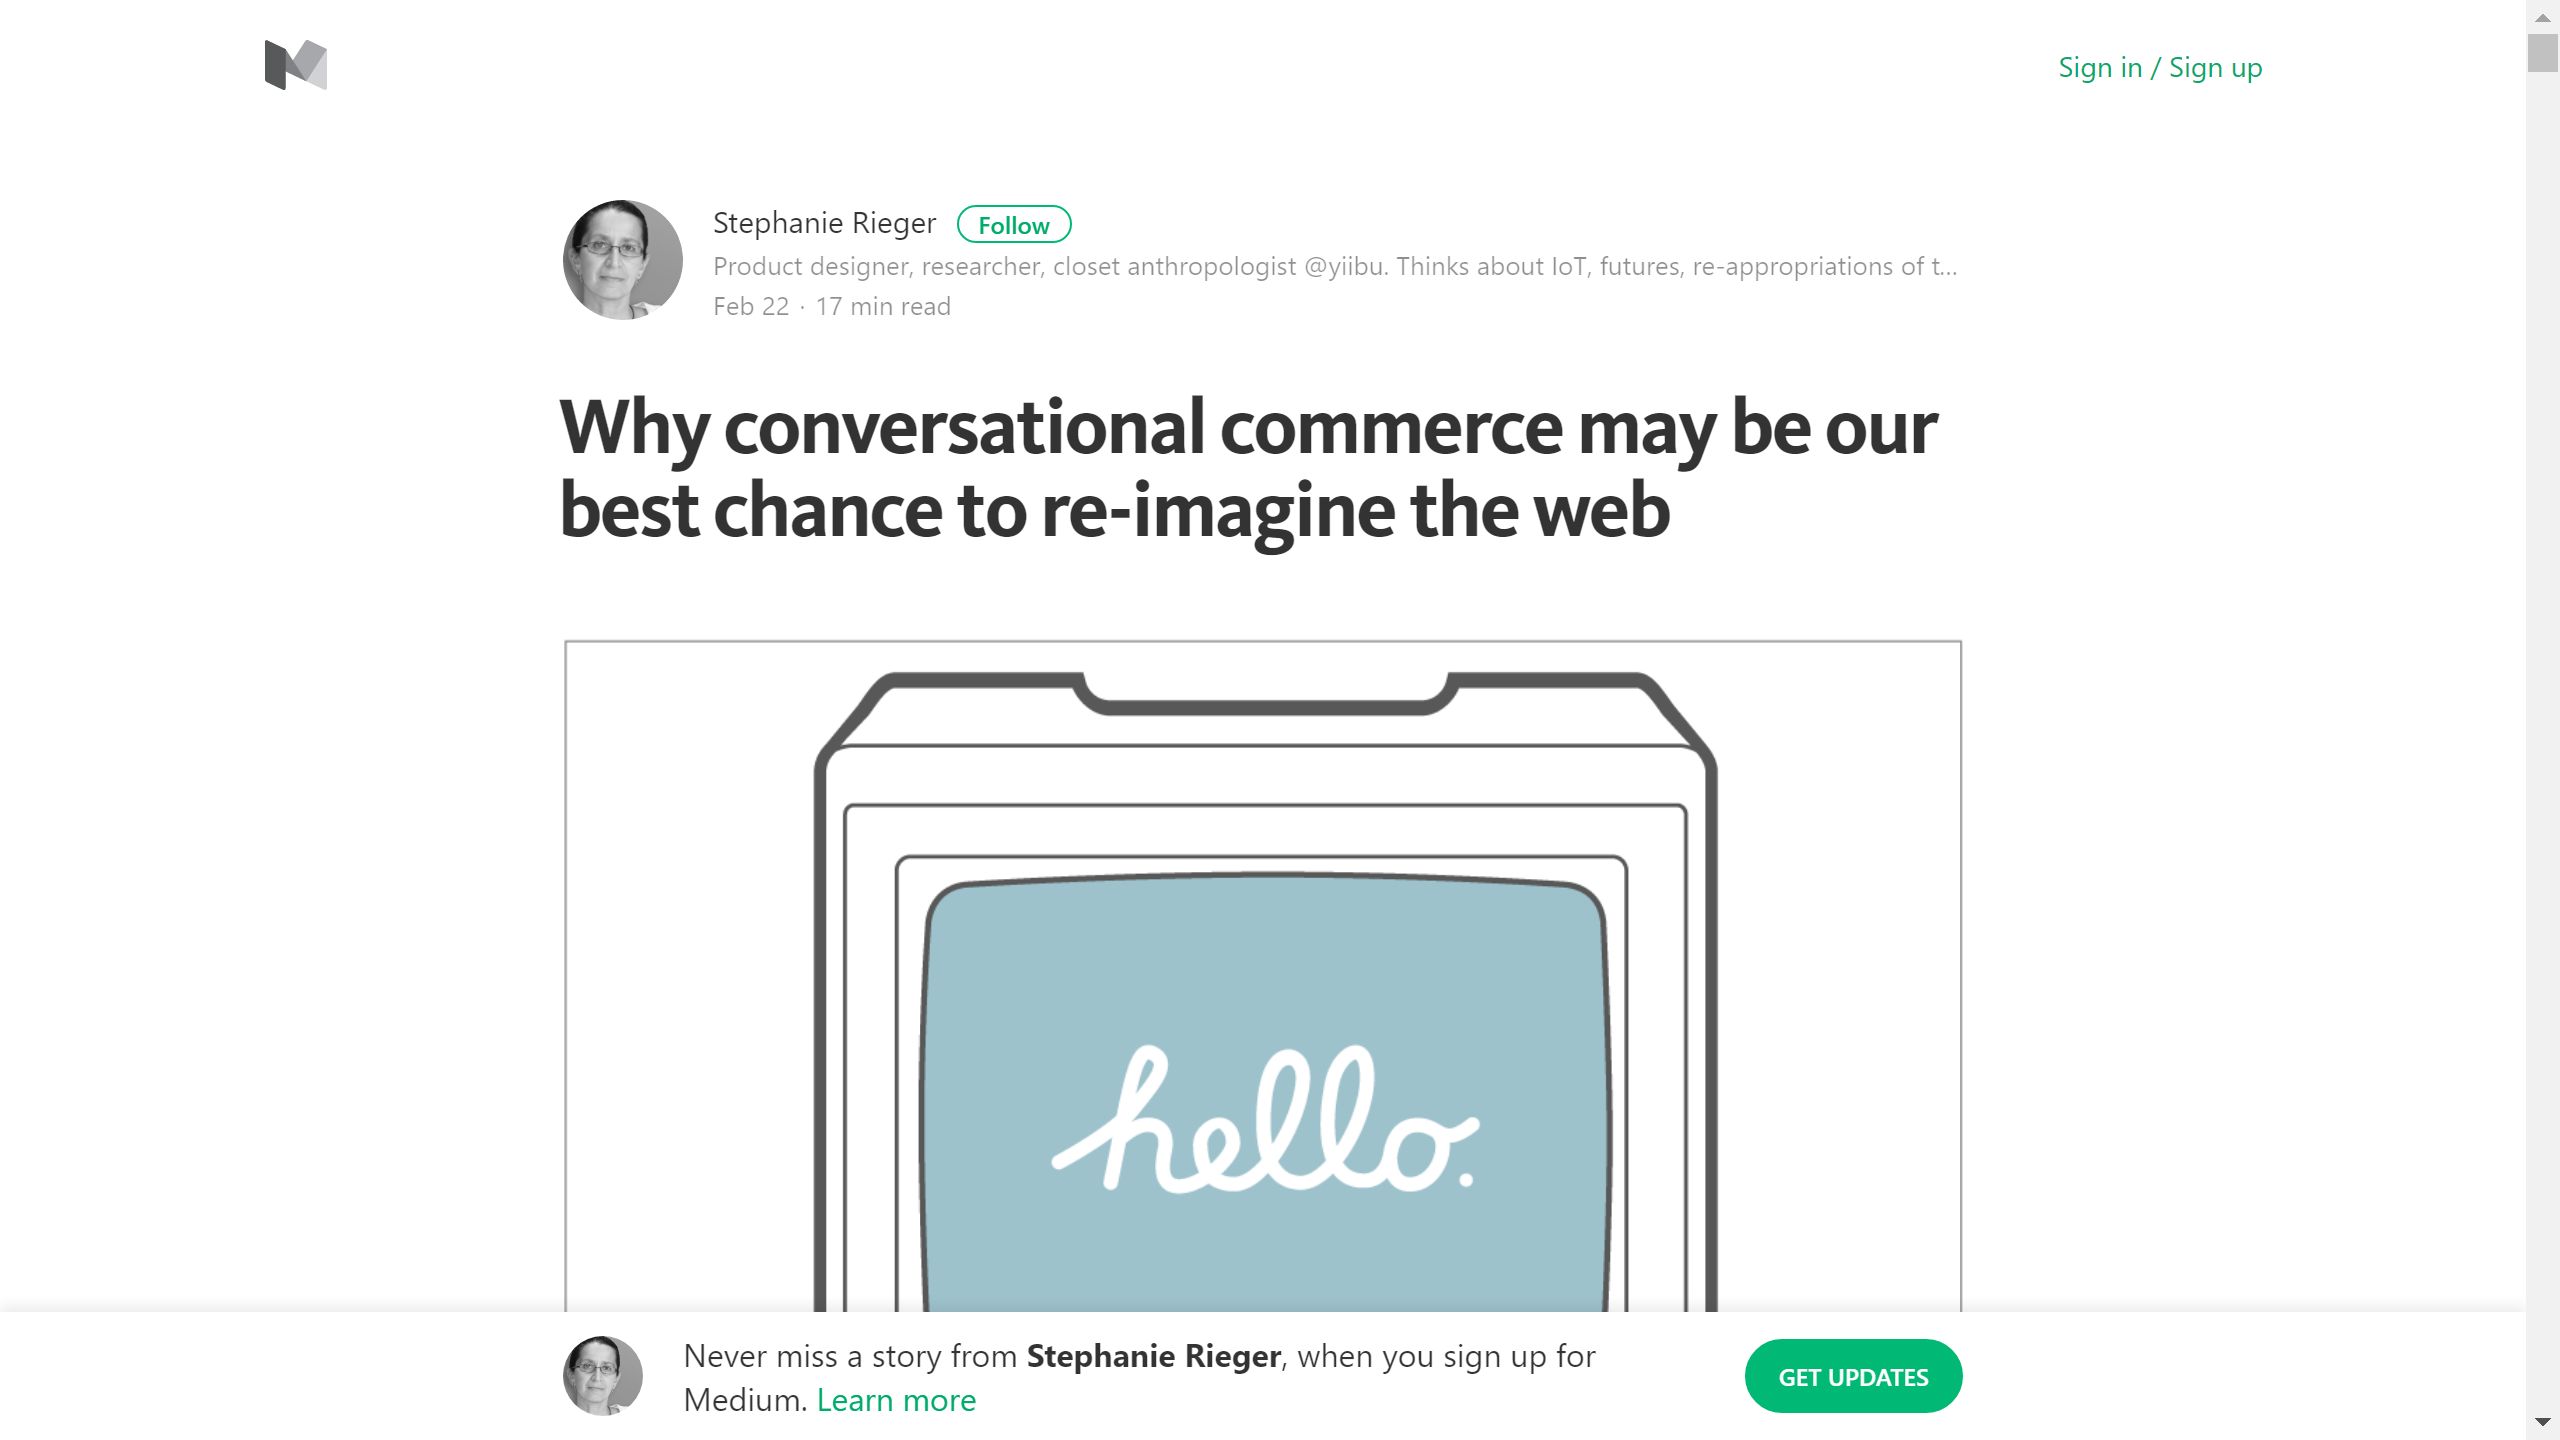 Sign in / Sign up
Stephanie Rieger Follow
Product designer, researcher, closet anthropologist @yiibu. Thinks about IoT, futures, re-appropriations of t...
Feb 22 · 17 min read
Why conversational commerce may be our
best chance to re-imagine the web
hello.
Never miss a story from Stephanie Rieger, when you sign up for
Medium. Learn more
GET UPDATES